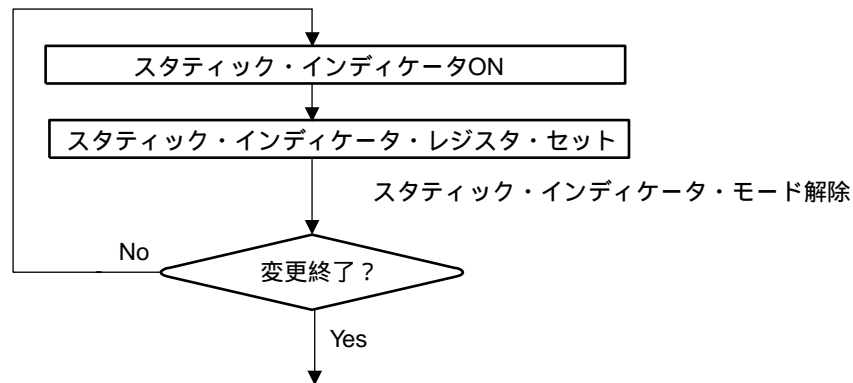 スタティック・インディケータON
スタティック・インディケータ・レジスタ・セット
スタティック・インディケータ・モード解除
No
変更終了？
Yes